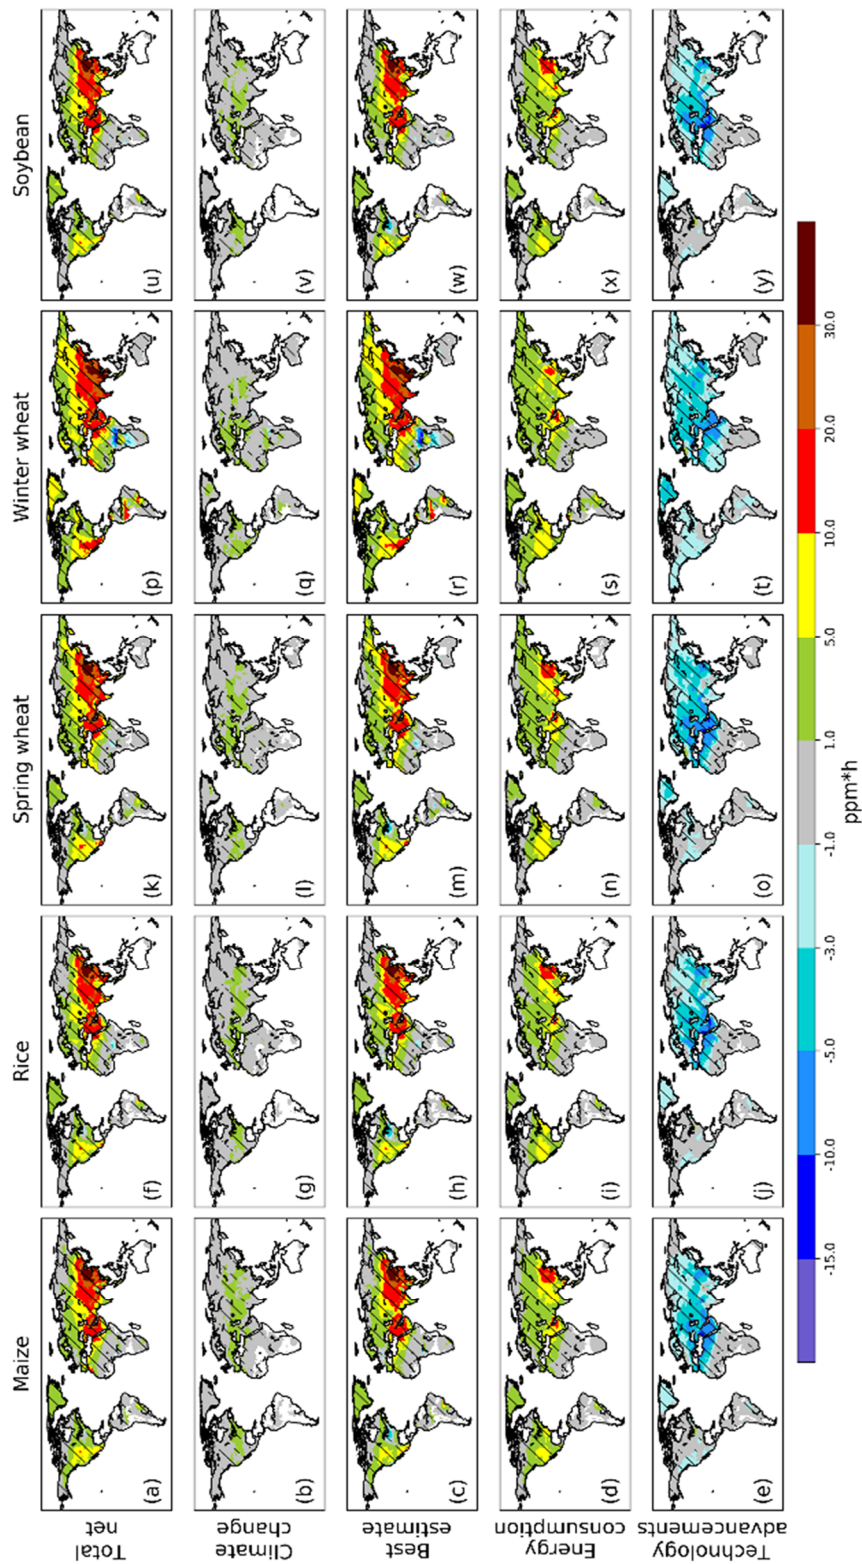 Maize
Rice
Spring wheat
Winter wheat
Soybean
Total
net
(a)
(f)
(k)
(p)
(u)
Climate
change
(b)
(g)
(l)
(q)
(v)
Best
estimate
(c)
(h)
(m)
(r)
(w)
Energy
consumption
(d)
(i)
(n)
(s)
(x)
Technology
advancements
(e)
(j)
(o)
(t)
(y)
-15.0
-10.0
-5.0
-3.0
-1.0
1.0
5.0
10.0
20.0
30.0
ppm*h